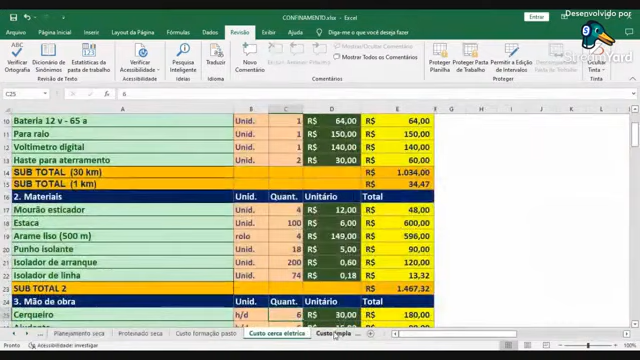 Desenvolvido por
StreamYard
CONFINAMENTO.xlsx - Excel
Entrar
Arquivo Página Inicial Inserir Layout da Página Fórmulas Dados Revisão Exibir Ajuda Diga-me o que você deseja fazer
Verificar Ortografia
Dicionário de Sinônimos
Estatísticas da pasta de trabalho
Verificar Acessibilidade
Pesquisa Inteligente
Traduzir
Novo Comentário
Mostrar/Ocultar Comentário
Mostrar Todos os Comentários
Proteger Planilha
Proteger Pasta de Trabalho
Permitir a Edição de Intervalos
Ocultar Tinta
Revisão de Texto Acessibilidade Idioma Comentários Proteger Tinta
C25 6
A B C D E F G H I J K L
10 Bateria 12 v - 65 a Unid. 1 R$ 64,00 R$ 64,00
11 Para raio Unid. 1 R$ 150,00 R$ 150,00
12 Voltimetro digital Unid. 1 R$ 140,00 R$ 140,00
13 Haste para aterramento Unid. 2 R$ 30,00 R$ 60,00
14 SUB TOTAL (30 km) R$ 1.034,00
15 SUB TOTAL (1 km) R$ 34,47
16 2. Materiais Unid. Quant. Unitário Total
17 Mourão esticador Unid. 4 R$ 12,00 R$ 48,00
18 Estaca Unid. 100 R$ 6,00 R$ 600,00
19 Arame liso (500 m) rolo 4 R$ 149,00 R$ 596,00
20 Punho isolante Unid. 18 R$ 5,00 R$ 90,00
21 Isolador de arranque Unid. 200 R$ 0,60 R$ 120,00
22 Isolador de linha Unid. 74 R$ 0,18 R$ 13,32
23 SUB TOTAL 2 R$ 1.467,32
24 3. Mão de obra Unid. Quant. Unitário Total
25 Cerqueiro h/d 6 R$ 30,00 R$ 180,00
Planejamento seca Proteinado seca Custo formação pasto Custo cerca eletrica
Pronto Acessibilidade: investigar 100%